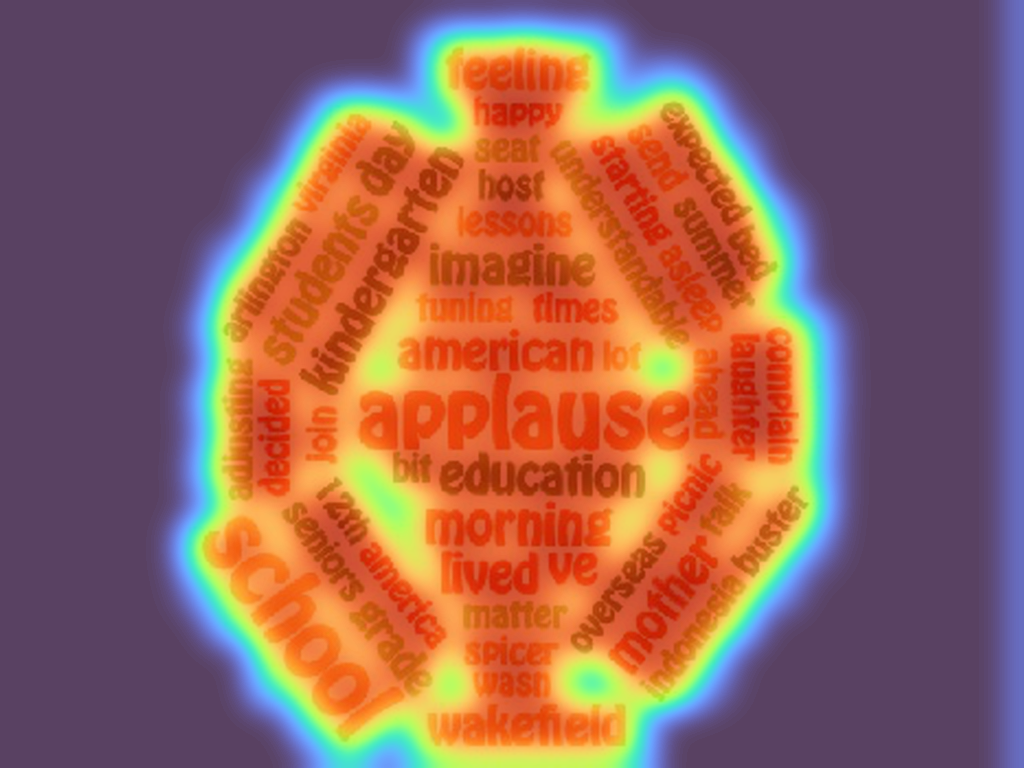 feeling
happy
seat
host
lessons
imagine
tuning times
american lot
applause
bit education
morning
lived ve
matter
spicer
wasn
wakefield
arlington virginia
students day
kindergarten
adjusting
decided
join
school
seniors grade
12th america
understandable
starting asleep
send summer
expected bed
ahead
laughter
complain
overseas picnic
mother talk
indonesia buster